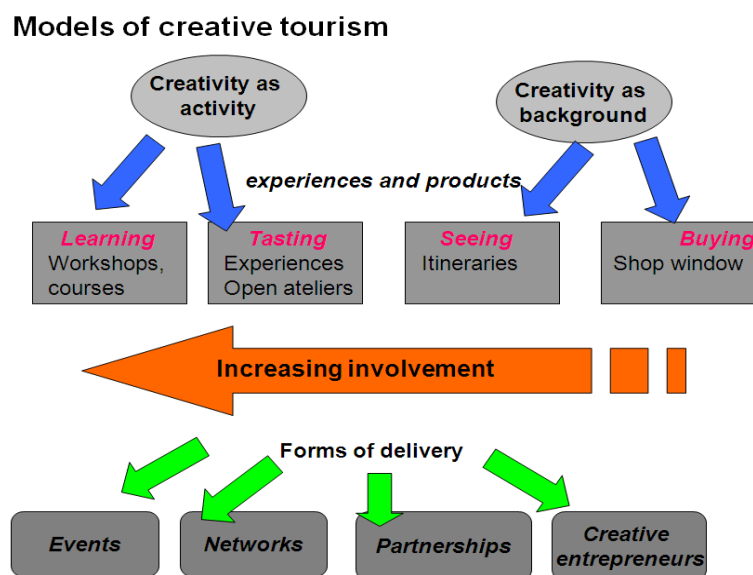 Models of creative tourism
Creativity as
activity
Creativity as
background
experiences and products
Learning
Workshops,
courses
Tasting
Experiences
Open ateliers
Seeing
Itineraries
Buying
Shop window
Increasing involvement
Forms of delivery
Events
Networks
Partnerships
Creative
entrepreneurs